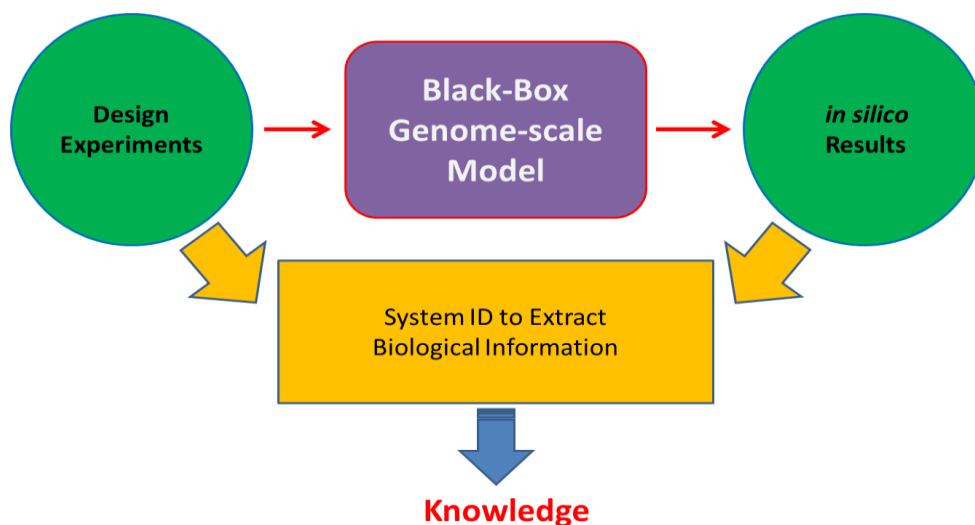 Design
Experiments
Black-Box
Genome-scale
Model
in silico
Results
System ID to Extract
Biological Information
Knowledge